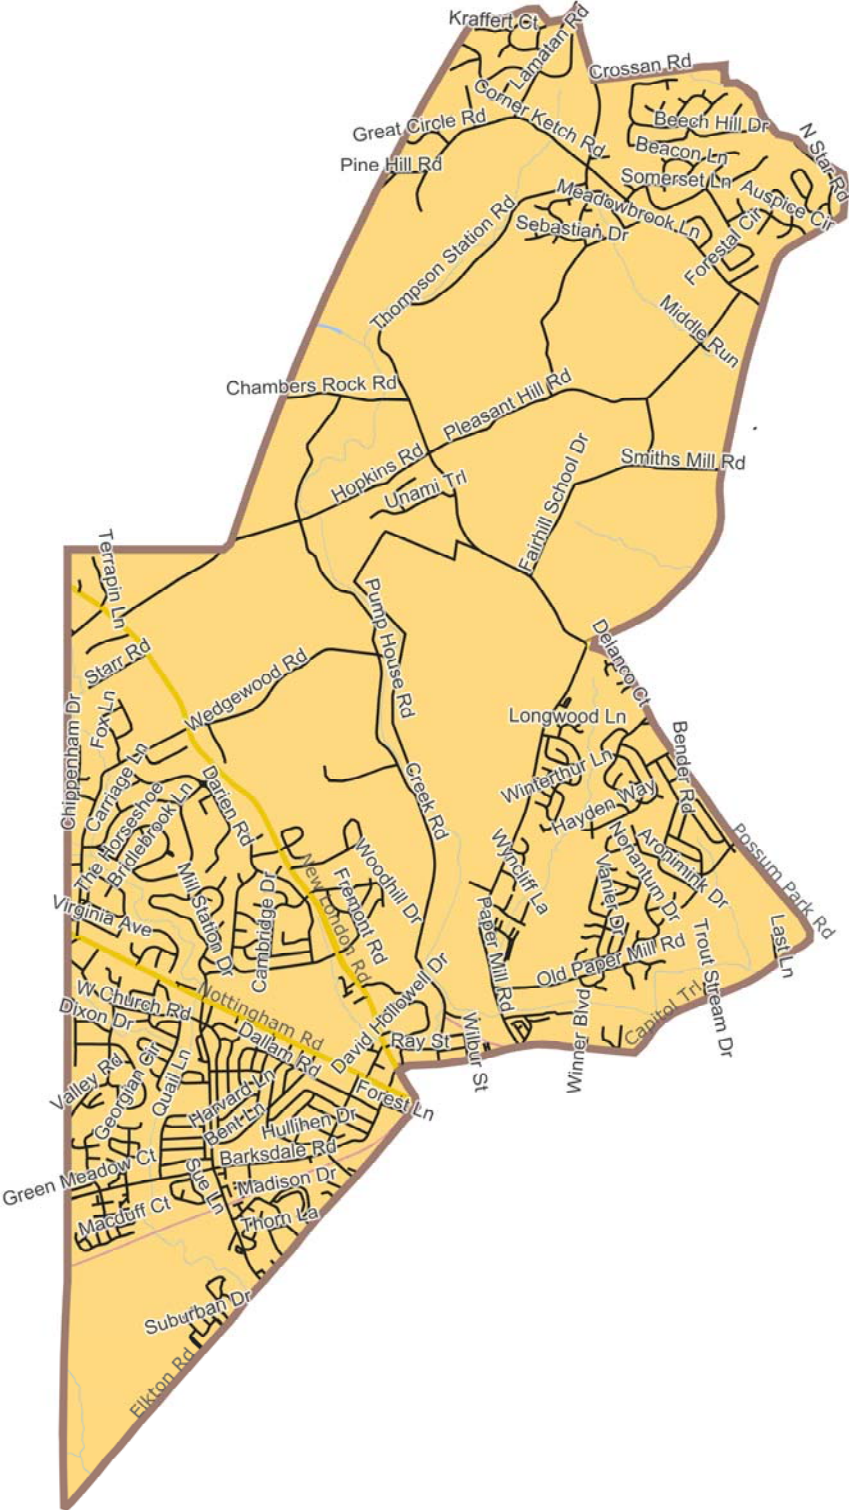 Kraffert Ct
Lamatan Rd
Crossan Rd
Corner Ketch Rd
Great Circle Rd
Beech Hill Dr
N Star Rd
Pine Hill Rd
Beacon Ln
Somerset Ln
Auspice Cir
Meadowbrook Ln
Sebastian Dr
Forestal Cir
Thompson Station Rd
Middle Run
Chambers Rock Rd
Pleasant Hill Rd
Hopkins Rd
Unami Trl
Fairhill School Dr
Smiths Mill Rd
Terrapin Ln
Pump House Rd
Starr Rd
Delanco Ct
Wedgewood Rd
Fox Ln
Chippenham Dr
Longwood Ln
Bender Rd
Carriage Ln
Winterthur Ln
Darien Rd
Creek Rd
The Horseshoe
Hayden Way
Bridlebrook Ln
Possum Park Rd
Nonantum Dr
Aronimink Dr
Wyncliff La
Woodhill Dr
Vanier Dr
Fremont Rd
New London Rd
Mill Station Dr
Cambridge Dr
Virginia Ave
Paper Mill Rd
Last Ln
Trout Stream Dr
Old Paper Mill Rd
W Church Rd
Nottingham Rd
David Hollowell Dr
Winner Blvd
Capitol Trl
Dixon Dr
Dallam Rd
Ray St
Wilbur St
Valley Rd
Georgian Cir
Quail Ln
Harvard Ln
Forest Ln
Bent Ln
Hullihen Dr
Barksdale Rd
Green Meadow Ct
Sue Ln
Madison Dr
Macduff Ct
Thorn La
Suburban Dr
Elkton Rd